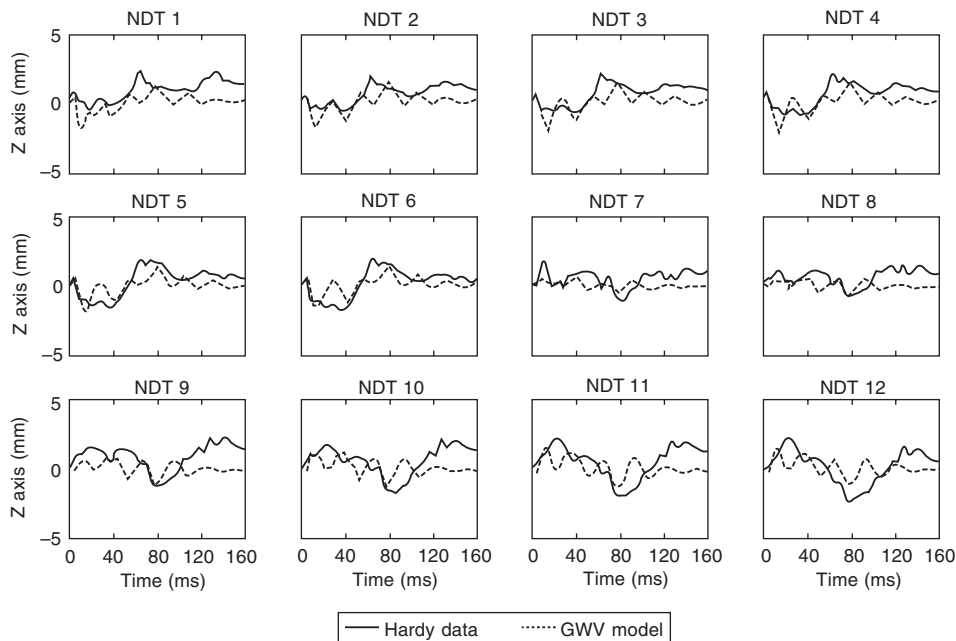 NDT 1 NDT 2 NDT 3 NDT 4
5
0
−5
Z axis (mm)
NDT 5 NDT 6 NDT 7 NDT 8
5
0
−5
Z axis (mm)
NDT 9 NDT 10 NDT 11 NDT 12
5
0
−5
Z axis (mm)
0 40 80 120 160 0 40 80 120 160 0 40 80 120 160 0 40 80 120 160
Time (ms) Time (ms) Time (ms) Time (ms)
Hardy data GWV model